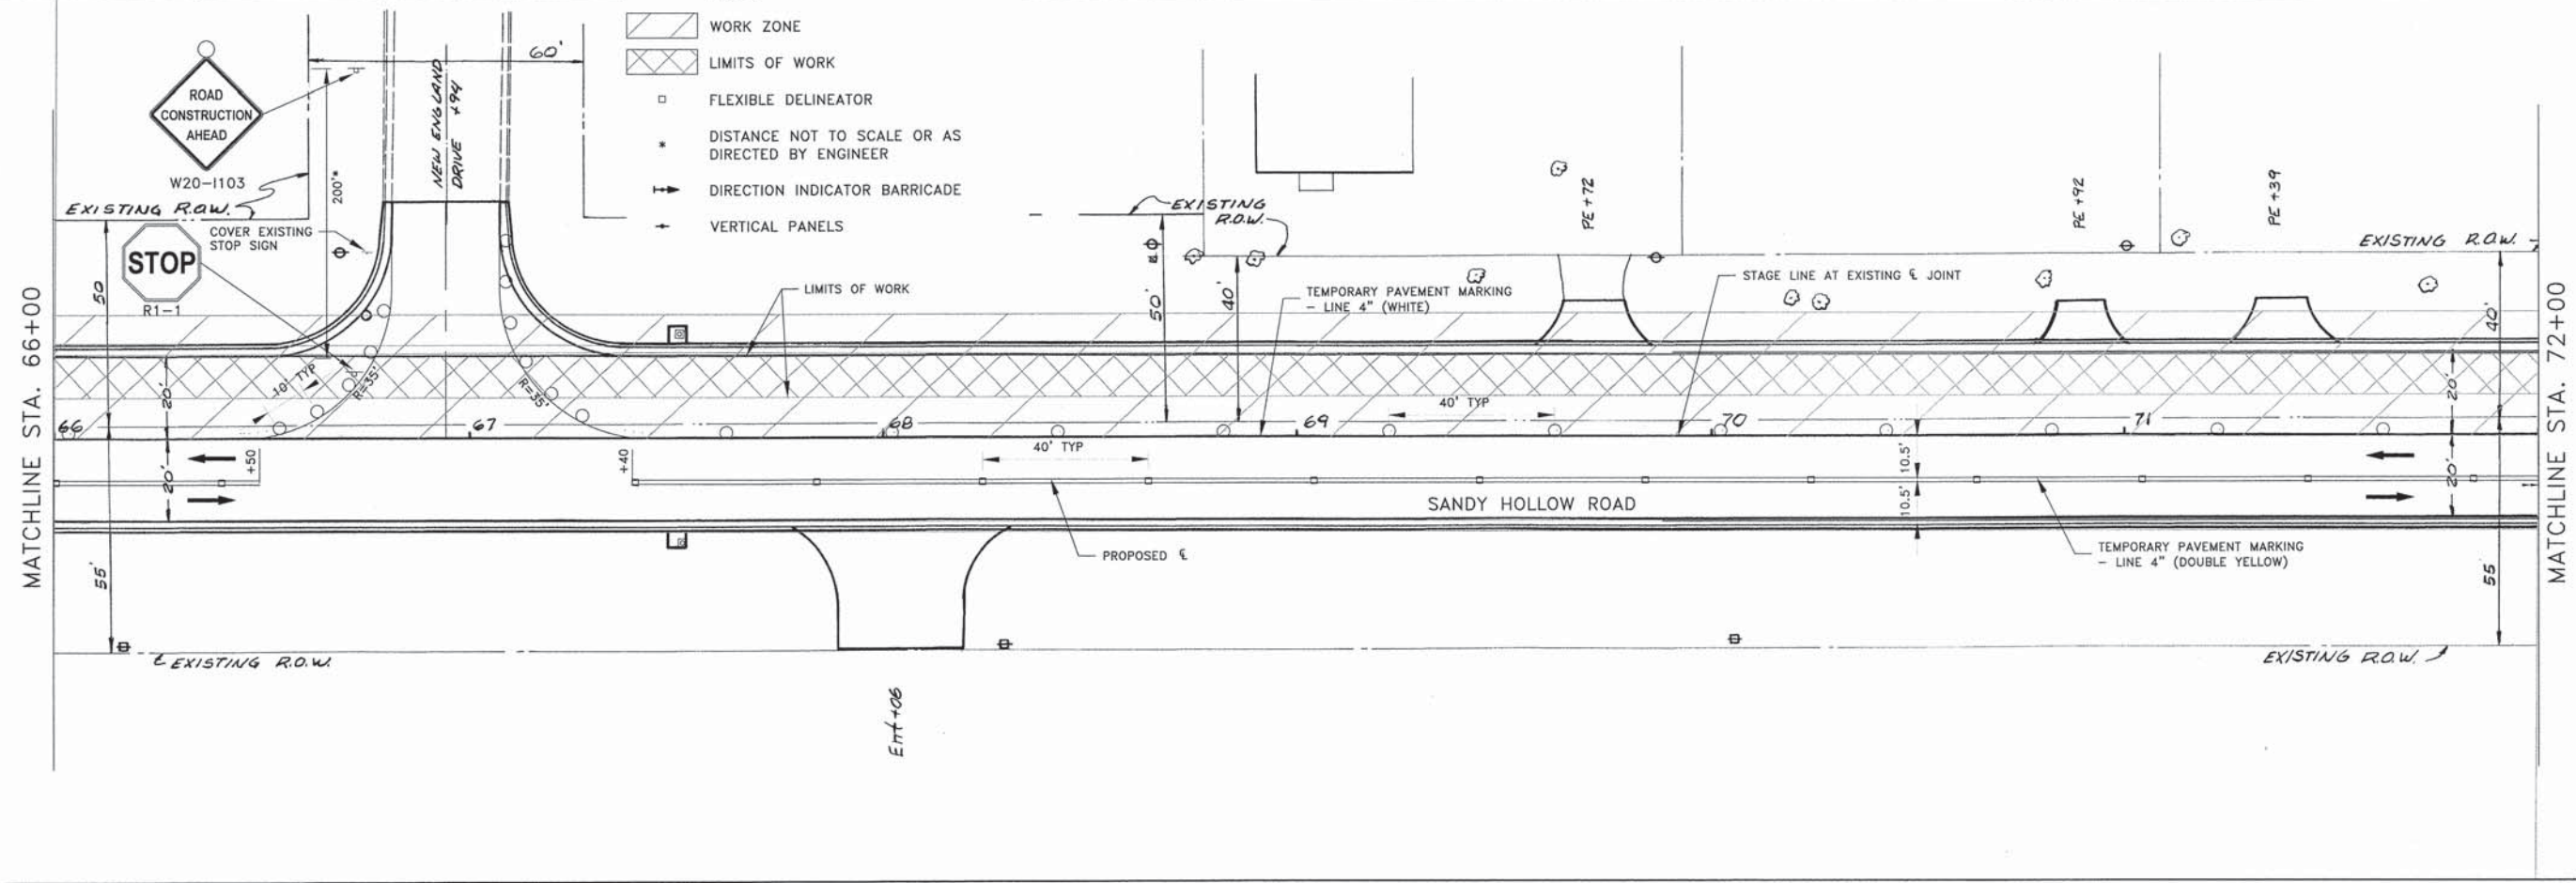 WORK ZONE
LIMITS OF WORK
FLEXIBLE DELINEATOR
* DISTANCE NOT TO SCALE OR AS
DIRECTED BY ENGINEER
DIRECTION INDICATOR BARRICADE
VERTICAL PANELS
ROAD
CONSTRUCTION
AHEAD
W20-I103
60'
NEW ENGLAND
DRIVE +94
200'*
EXISTING R.O.W.
COVER EXISTING
STOP SIGN
STOP
R1-1
50
LIMITS OF WORK
EXISTING
R.O.W.
50'
40'
TEMPORARY PAVEMENT MARKING
- LINE 4" (WHITE)
PE +72
STAGE LINE AT EXISTING ℄ JOINT
PE +92
PE +39
EXISTING R.O.W.
40'
MATCHLINE STA. 66+00
MATCHLINE STA. 72+00
20'
10' TYP
R=35'
R=35'
20'
66
67
68
69
70
71
40' TYP
40' TYP
+50
+40
20'
10.5'
10.5'
20'
SANDY HOLLOW ROAD
PROPOSED ℄
TEMPORARY PAVEMENT MARKING
- LINE 4" (DOUBLE YELLOW)
55'
55
EXISTING R.O.W.
EXISTING R.O.W.
Ent +06